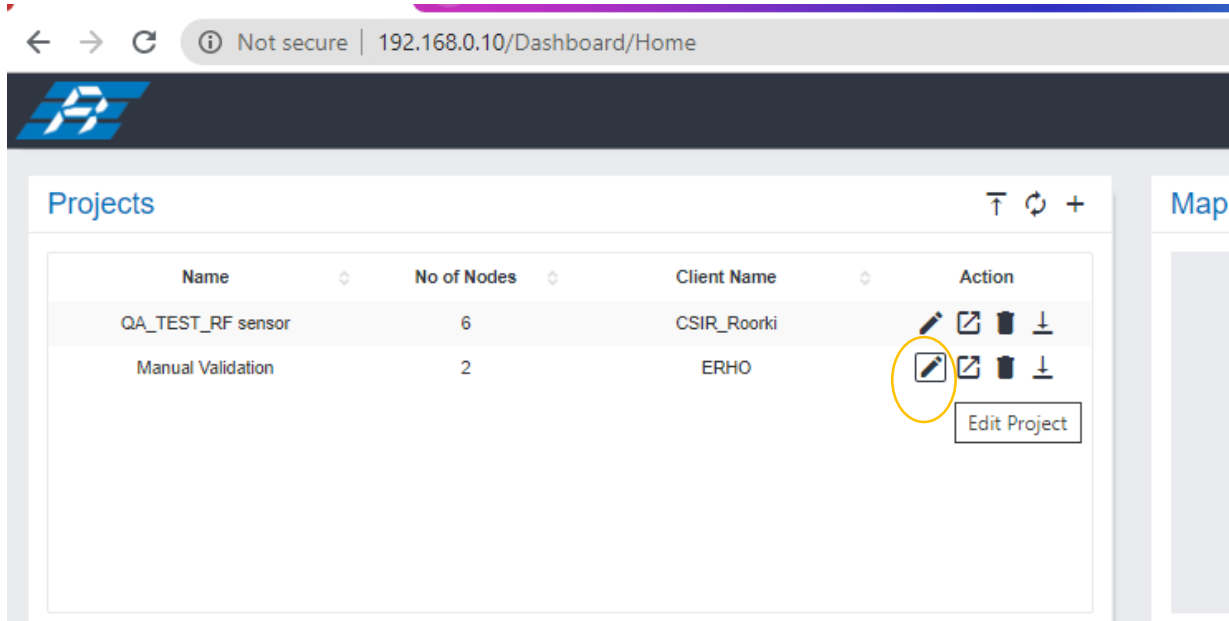 Not secure | 192.168.0.10/Dashboard/Home
Projects
Map
Name No of Nodes Client Name Action
QA_TEST_RF sensor 6 CSIR_Roorki
Manual Validation 2 ERHO
Edit Project